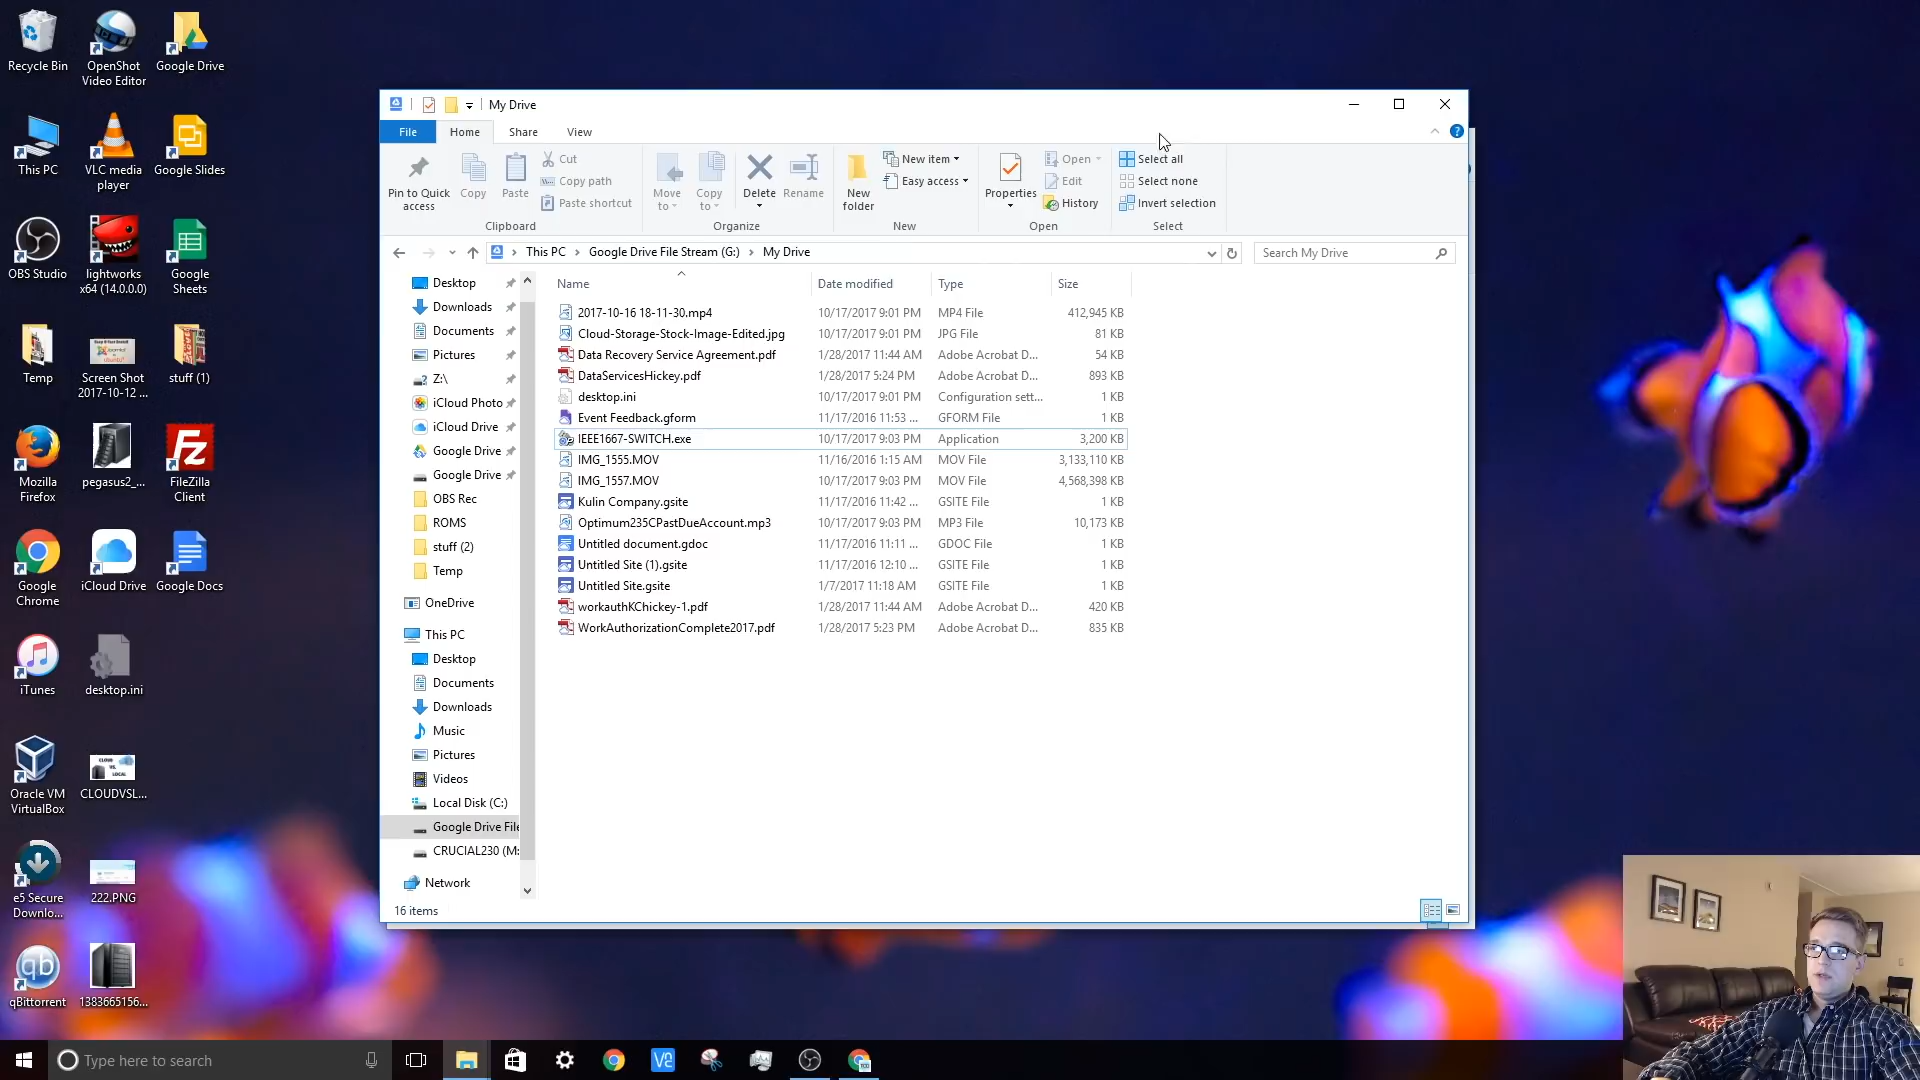 Recycle Bin
OpenShot
Video Editor
Google Drive
This PC
VLC media
player
Google Slides
OBS Studio
lightworks
x64 (14.0.0.0)
Google
Sheets
Temp
Screen Shot
2017-10-12 ...
stuff (1)
Mozilla
Firefox
pegasus2_...
FileZilla
Client
Google
Chrome
iCloud Drive
Google Docs
iTunes
desktop.ini
Oracle VM
VirtualBox
CLOUDVSL...
e5 Secure
Downlo...
222.PNG
qBittorrent
1383665156...
My Drive
File
Home
Share
View
Pin to Quick
access
Copy
Paste
Cut
Copy path
Paste shortcut
Clipboard
Move
to
Copy
to
Delete
Rename
Organize
New
folder
New item
Easy access
New
Properties
Open
Edit
History
Open
Select all
Select none
Invert selection
Select
This PC > Google Drive File Stream (G:) > My Drive
Search My Drive
Desktop
Downloads
Documents
Pictures
Z:\
iCloud Photo
iCloud Drive
Google Drive
Google Drive
OBS Rec
ROMS
stuff (2)
Temp
OneDrive
This PC
Desktop
Documents
Downloads
Music
Pictures
Videos
Local Disk (C:)
Google Drive File
CRUCIAL230 (M:
Network
Name Date modified Type Size
2017-10-16 18-11-30.mp4 10/17/2017 9:01 PM MP4 File 412,945 KB
Cloud-Storage-Stock-Image-Edited.jpg 10/17/2017 9:01 PM JPG File 81 KB
Data Recovery Service Agreement.pdf 1/28/2017 11:44 AM Adobe Acrobat D... 54 KB
DataServicesHickey.pdf 1/28/2017 5:24 PM Adobe Acrobat D... 893 KB
desktop.ini 10/17/2017 9:01 PM Configuration sett... 1 KB
Event Feedback.gform 11/17/2016 11:53 ... GFORM File 1 KB
IEEE1667-SWITCH.exe 10/17/2017 9:03 PM Application 3,200 KB
IMG_1555.MOV 11/16/2016 1:15 AM MOV File 3,133,110 KB
IMG_1557.MOV 10/17/2017 9:03 PM MOV File 4,568,398 KB
Kulin Company.gsite 11/17/2016 11:42 ... GSITE File 1 KB
Optimum235CPastDueAccount.mp3 10/17/2017 9:03 PM MP3 File 10,173 KB
Untitled document.gdoc 11/17/2016 11:11 ... GDOC File 1 KB
Untitled Site (1).gsite 11/17/2016 12:10 ... GSITE File 1 KB
Untitled Site.gsite 1/7/2017 11:18 AM GSITE File 1 KB
workauthKChickey-1.pdf 1/28/2017 11:44 AM Adobe Acrobat D... 420 KB
WorkAuthorizationComplete2017.pdf 1/28/2017 5:23 PM Adobe Acrobat D... 835 KB
16 items
Type here to search